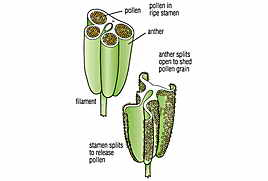 pollen
pollen in
ripe stamen
anther
anther splits
open to shed
pollen grain
filament
stamen splits
to release
pollen